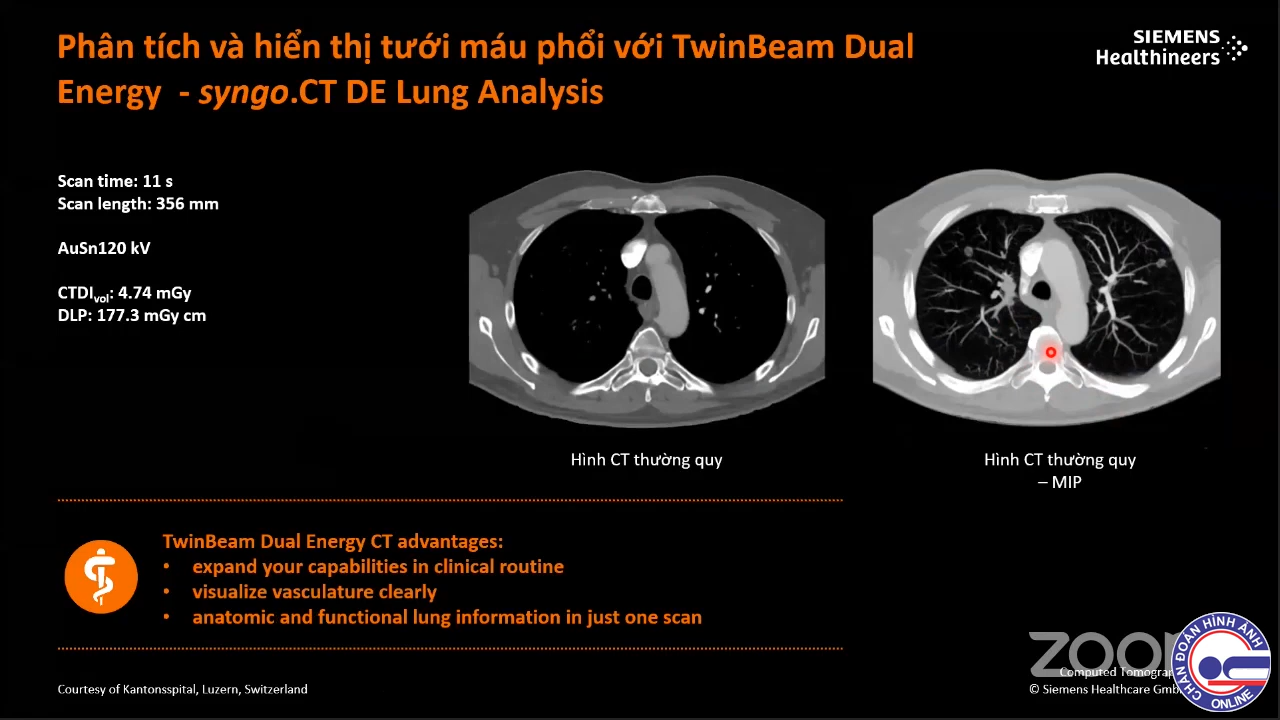 Phân tích và hiển thị tưới máu phổi với TwinBeam Dual
Energy - syngo.CT DE Lung Analysis
SIEMENS
Healthineers
Scan time: 11 s
Scan length: 356 mm
AuSn120 kV
CTDIvol: 4.74 mGy
DLP: 177.3 mGy cm
Hình CT thường quy
Hình CT thường quy
– MIP
TwinBeam Dual Energy CT advantages:
• expand your capabilities in clinical routine
• visualize vasculature clearly
• anatomic and functional lung information in just one scan
Courtesy of Kantonsspital, Luzern, Switzerland
zoom
Computed
© Siemens Healthcare
CHẨN ĐOÁN HÌNH ẢNH
ONLINE